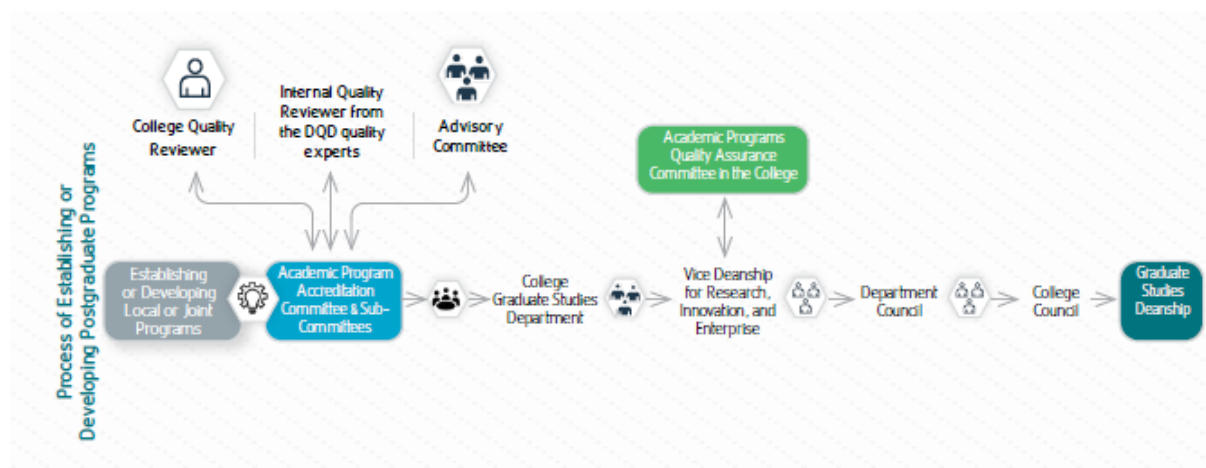 Process of Establishing or
Developing Postgraduate Programs
College Quality
Reviewer
Internal Quality
Reviewer from
the DQD quality
experts
Advisory
Committee
Academic Programs
Quality Assurance
Committee in the College
Establishing
or Developing
Local or Joint
Programs
Academic Program
Accreditation
Committee & Sub-
Committees
College
Graduate Studies
Department
Vice Deanship
for Research,
Innovation, and
Enterprise
Department
Council
College
Council
Graduate
Studies
Deanship